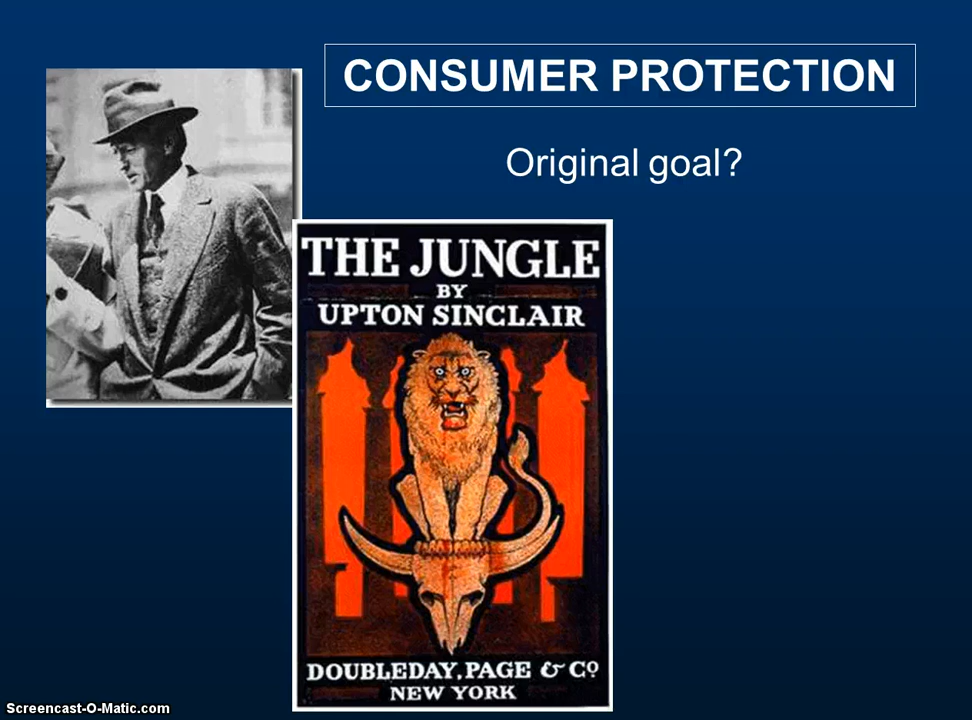 CONSUMER PROTECTION
Original goal?
THE JUNGLE
BY
UPTON SINCLAIR
DOUBLEDAY, PAGE & Co
NEW YORK
Screencast-O-Matic.com